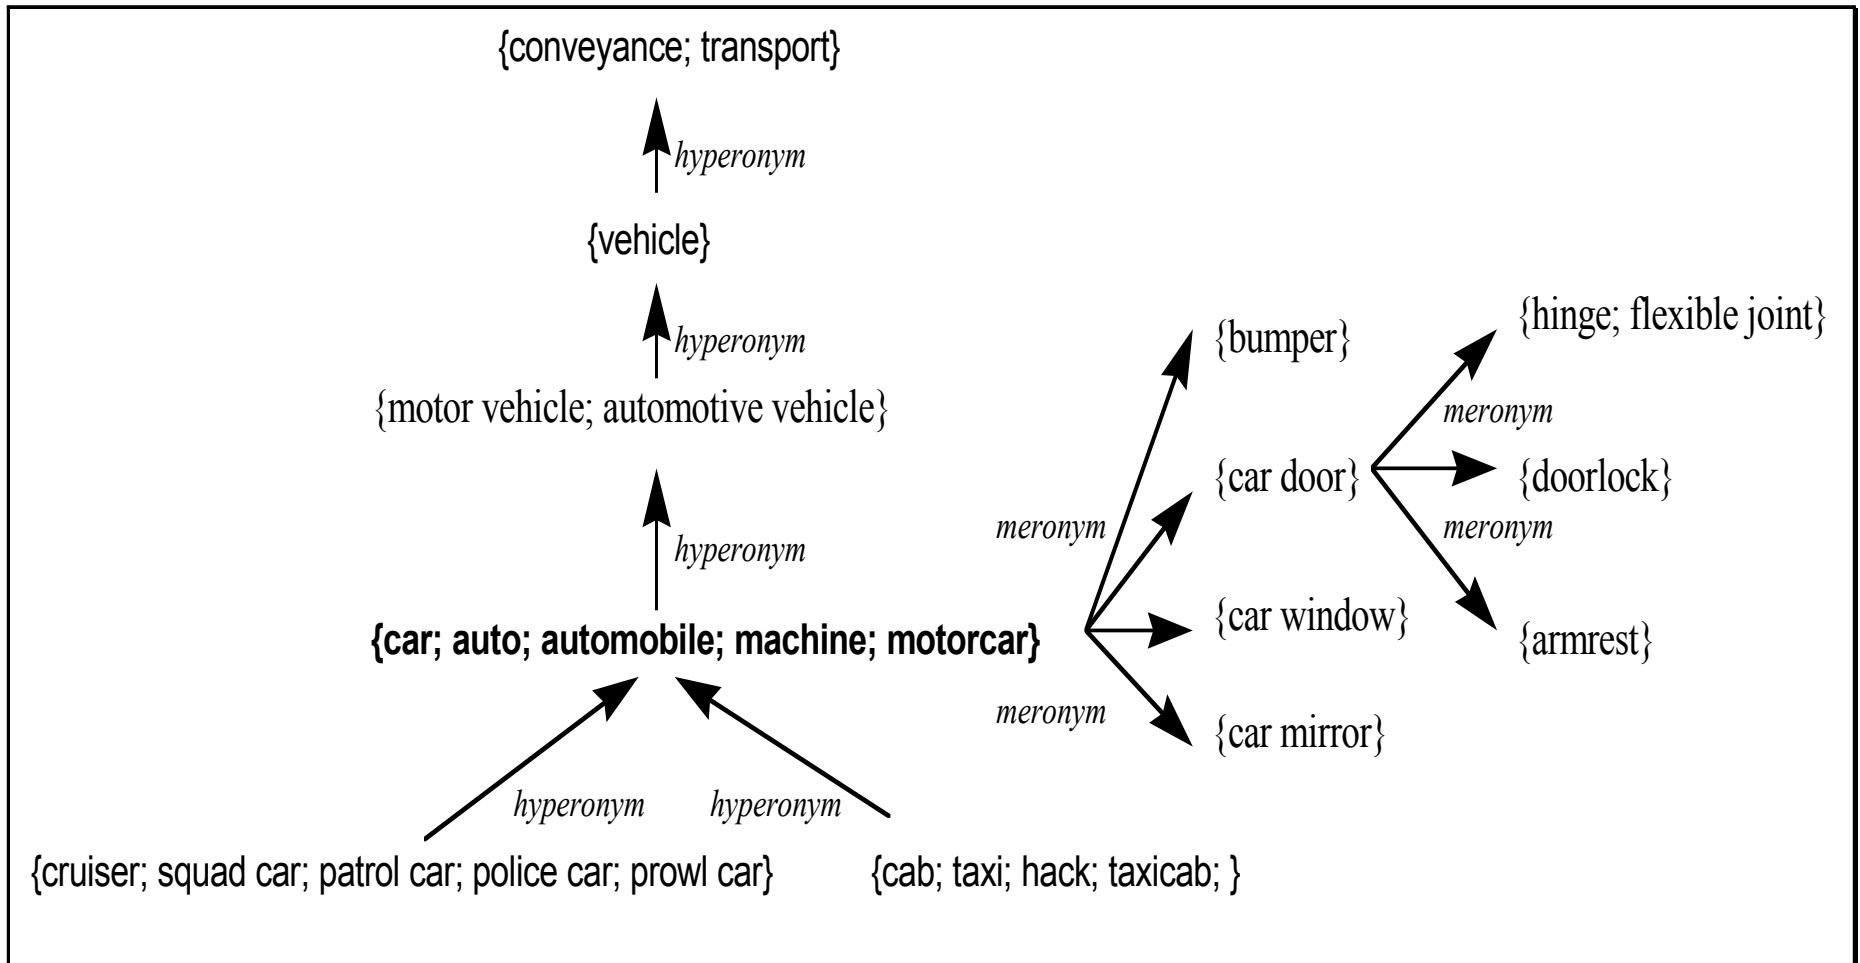 {conveyance; transport}
hyperonym
{vehicle}
hyperonym
{motor vehicle; automotive vehicle}
hyperonym
{car; auto; automobile; machine; motorcar}
hyperonym
hyperonym
{cruiser; squad car; patrol car; police car; prowl car}
{cab; taxi; hack; taxicab; }
meronym
meronym
{bumper}
{car door}
{car window}
{car mirror}
meronym
meronym
{hinge; flexible joint}
{doorlock}
{armrest}